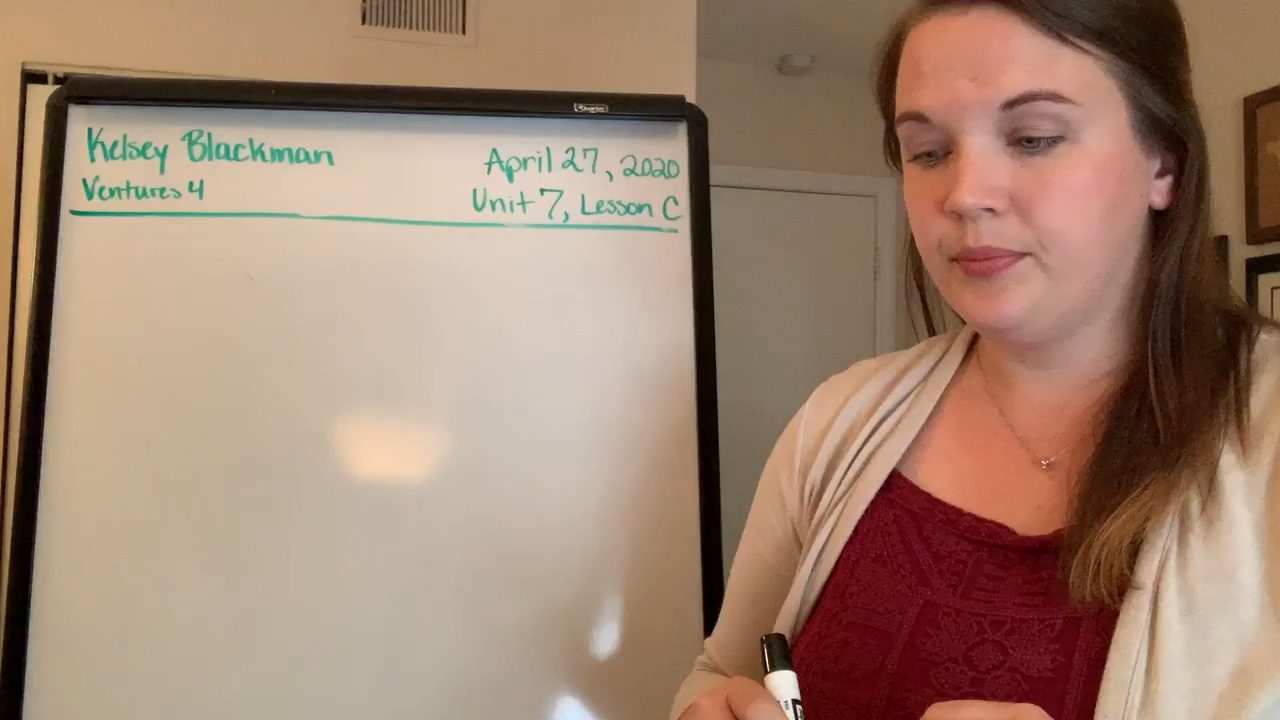 Kelsey Blackman
April 27, 2020
Ventures 4
Unit 7, Lesson C